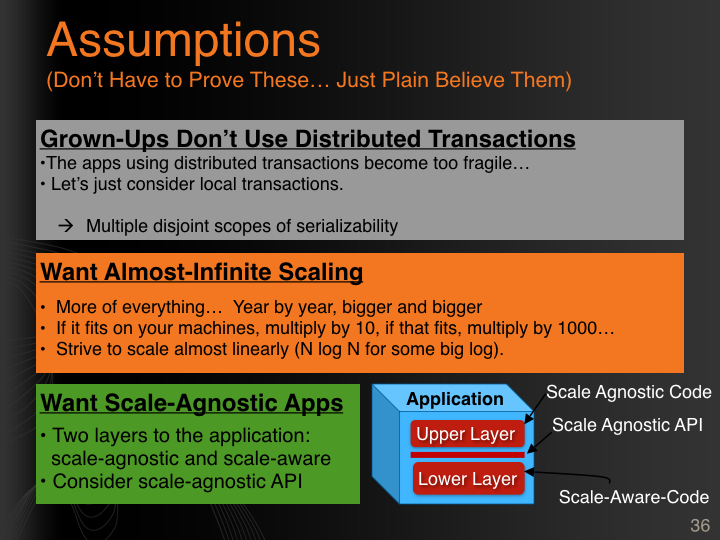 Assumptions
(Don’t Have to Prove These… Just Plain Believe Them)
Grown-Ups Don’t Use Distributed Transactions
•The apps using distributed transactions become too fragile…
• Let’s just consider local transactions.
→ Multiple disjoint scopes of serializability
Want Almost-Infinite Scaling
• More of everything… Year by year, bigger and bigger
• If it fits on your machines, multiply by 10, if that fits, multiply by 1000…
• Strive to scale almost linearly (N log N for some big log).
Want Scale-Agnostic Apps
• Two layers to the application:
scale-agnostic and scale-aware
• Consider scale-agnostic API
Application
Upper Layer
Lower Layer
Scale Agnostic Code
Scale Agnostic API
Scale-Aware-Code
36